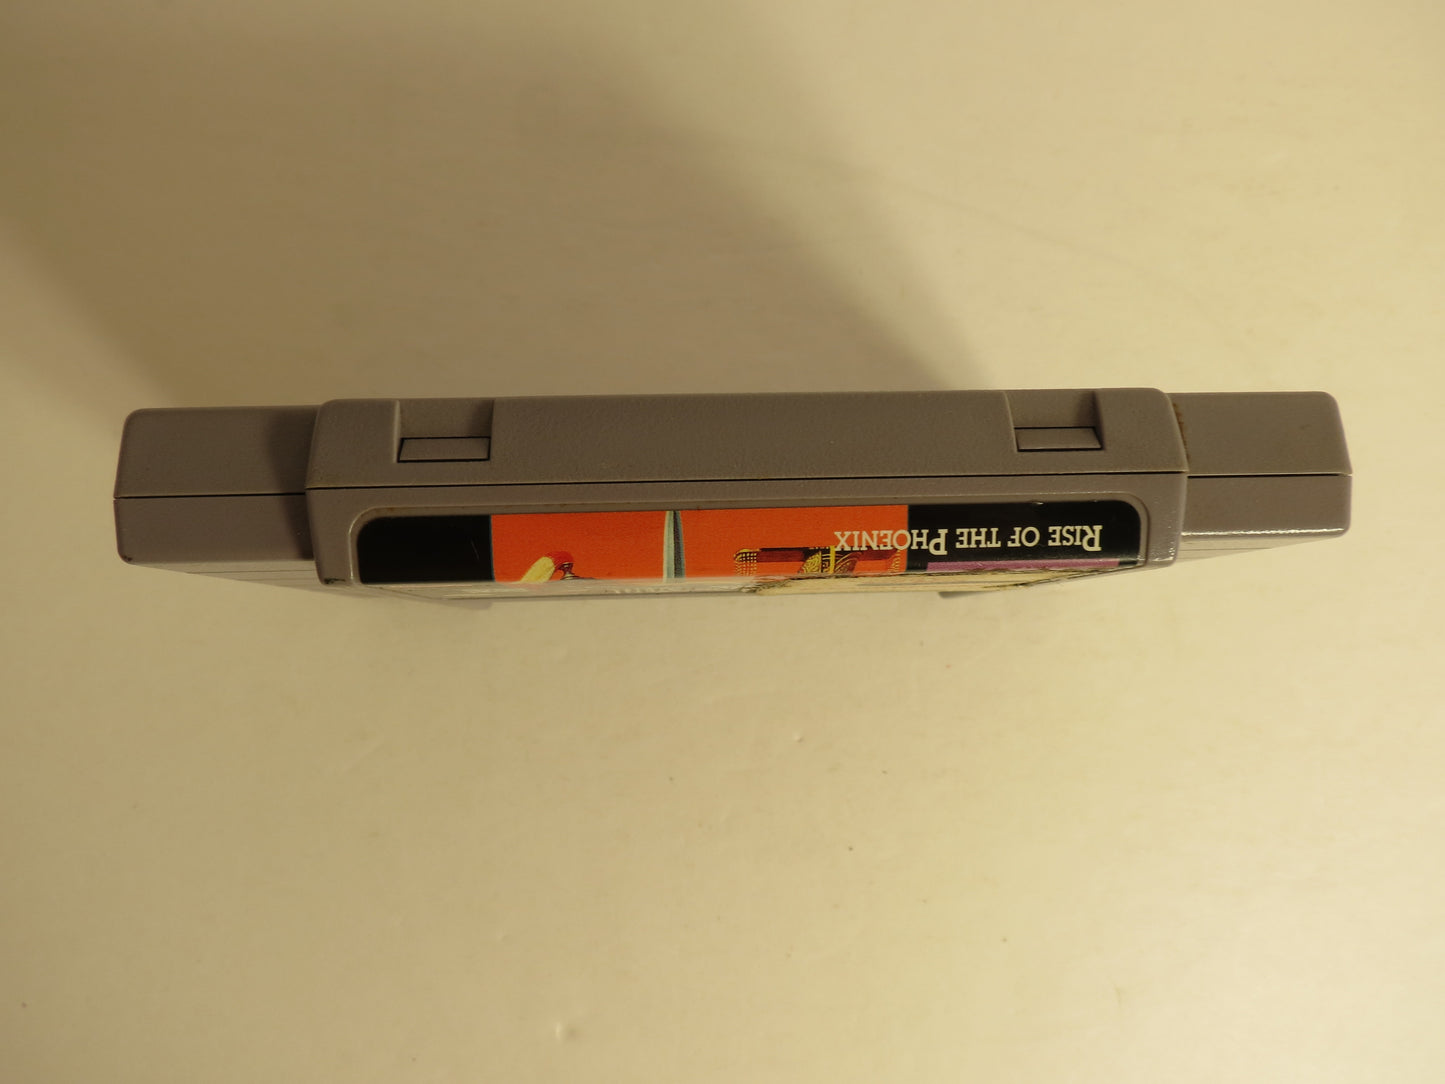 RISE OF THE PHOENIX